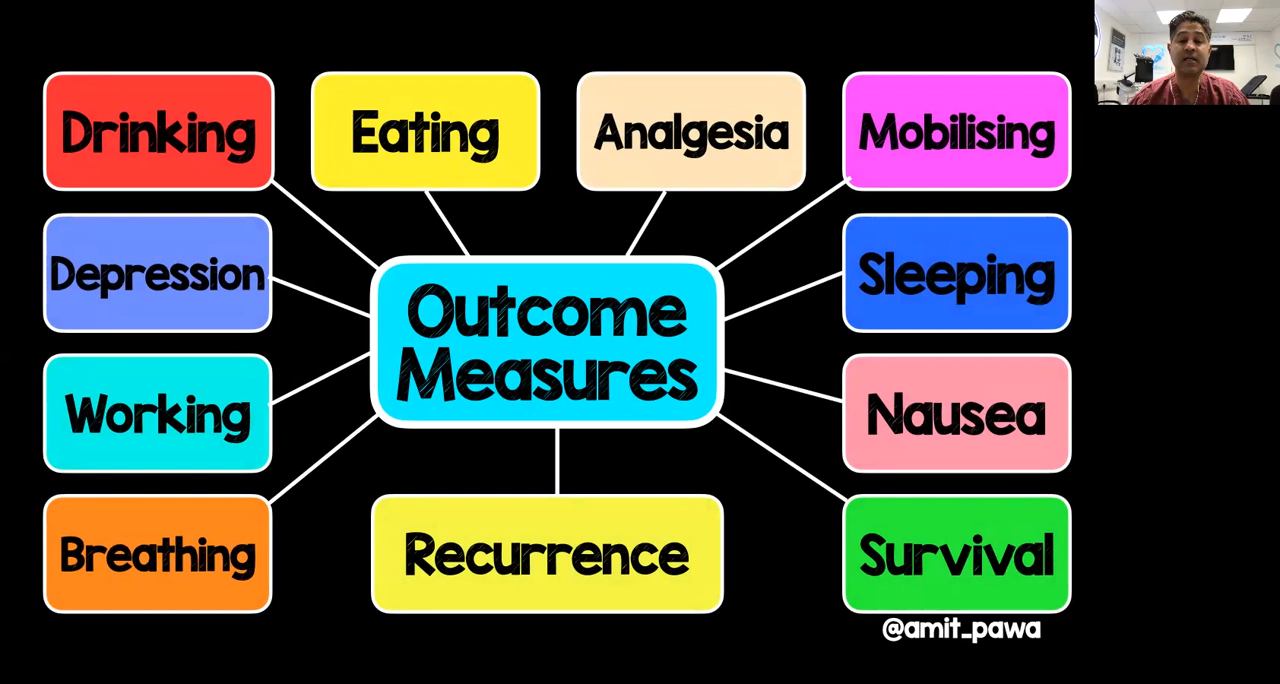 Drinking
Eating
Analgesia
Mobilising
Depression
Sleeping
Outcome
Measures
Working
Nausea
Breathing
Recurrence
Survival
@amit_pawa